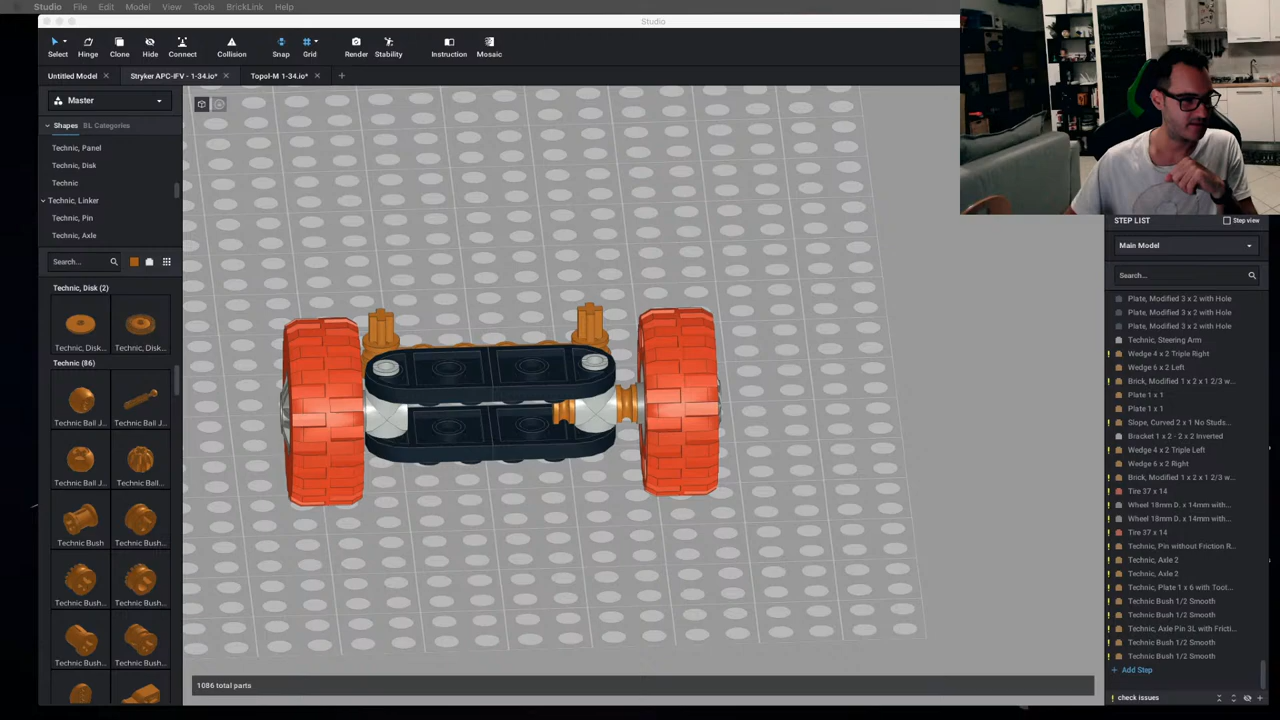 Studio File Edit Model View Tools BrickLink Help
Studio
Select Hinge Clone Hide Connect Collision Snap Grid Render Stability Instruction Mosaic
Untitled Model Stryker APC-IFV - 1-34.io* Topol-M 1-34.io*
Master
Shapes BL Categories
Technic, Panel
Technic, Disk
Technic
Technic, Linker
Technic, Pin
Technic, Axle
Search...
Technic, Disk (2)
Technic, Disk... Technic, Disk...
Technic (86)
Technic Ball J... Technic Ball J...
Technic Ball J... Technic Ball...
Technic Bush Technic Bush...
Technic Bush... Technic Bush...
Technic Bush... Technic Bush...
1086 total parts
STEP LIST Step view
Main Model
Search...
Plate, Modified 3 x 2 with Hole
Plate, Modified 3 x 2 with Hole
Plate, Modified 3 x 2 with Hole
Technic, Steering Arm
Wedge 4 x 2 Triple Right
Wedge 6 x 2 Left
Brick, Modified 1 x 2 x 1 2/3 w...
Plate 1 x 1
Plate 1 x 1
Slope, Curved 2 x 1 No Studs...
Bracket 1 x 2 - 2 x 2 Inverted
Wedge 4 x 2 Triple Left
Wedge 6 x 2 Right
Brick, Modified 1 x 2 x 1 2/3 w...
Tire 37 x 14
Wheel 18mm D. x 14mm with...
Wheel 18mm D. x 14mm with...
Tire 37 x 14
Technic, Pin without Friction R...
Technic, Axle 2
Technic, Axle 2
Technic, Plate 1 x 6 with Toot...
Technic Bush 1/2 Smooth
Technic Bush 1/2 Smooth
Technic, Axle Pin 3L with Fricti...
Technic Bush 1/2 Smooth
Technic Bush 1/2 Smooth
+ Add Step
check issues